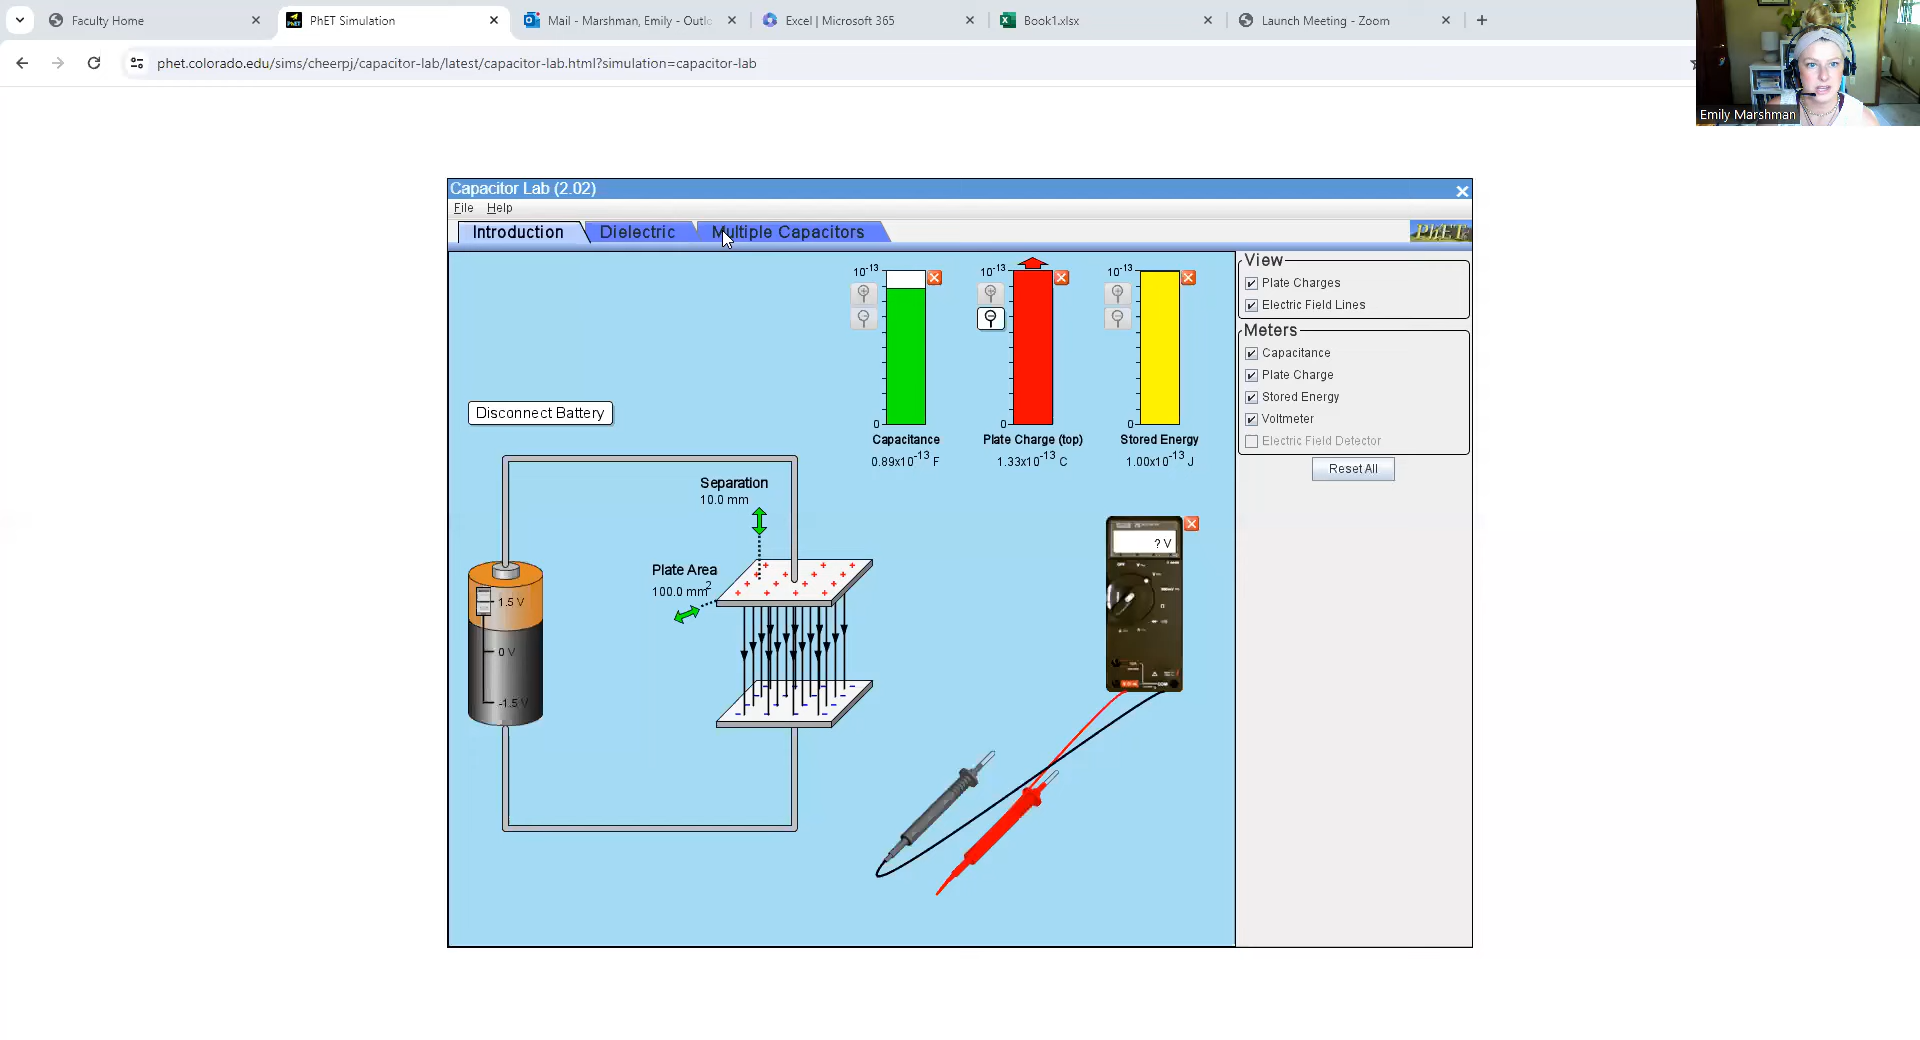 Faculty Home
PhET Simulation
Mail - Marshman, Emily - Outlo
Excel | Microsoft 365
Book1.xlsx
Launch Meeting - Zoom
phet.colorado.edu/sims/cheerpj/capacitor-lab/latest/capacitor-lab.html?simulation=capacitor-lab
Emily Marshman
Capacitor Lab (2.02)
File Help
Introduction Dielectric Multiple Capacitors
PhET
10-13 10-13 10-13
0 0 0
Capacitance Plate Charge (top) Stored Energy
0.89x10-13 F 1.33x10-13 C 1.00x10-13 J
View
Plate Charges
Electric Field Lines
Meters
Capacitance
Plate Charge
Stored Energy
Voltmeter
Electric Field Detector
Reset All
Disconnect Battery
Separation
10.0 mm
Plate Area
100.0 mm2
1.5 V
0 V
-1.5 V
? V